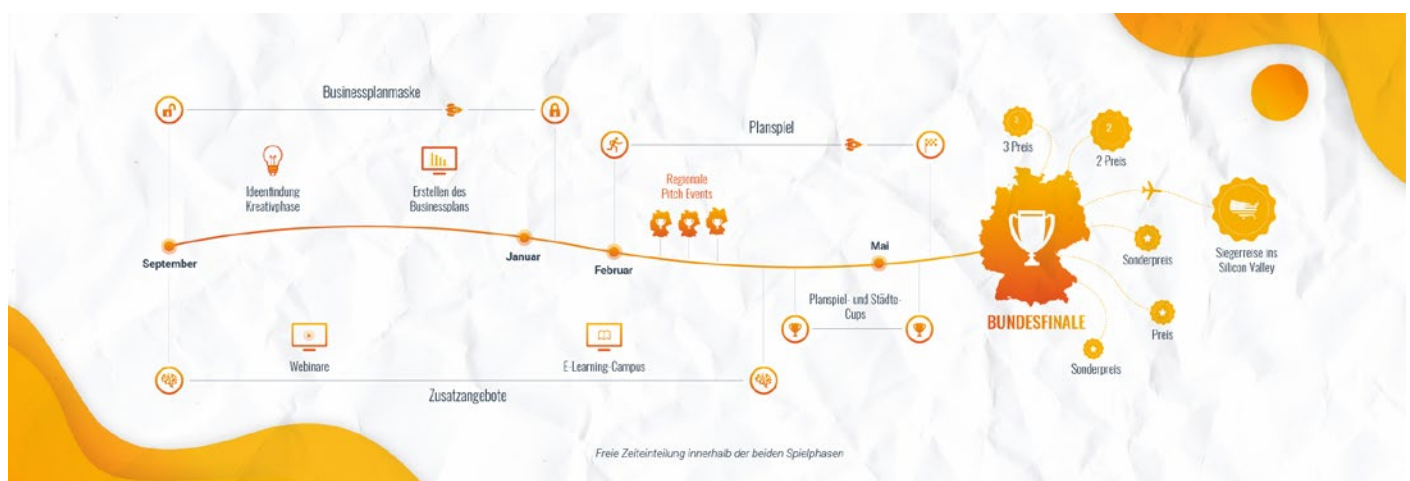 Businessplanmaske
Planspiel
3
3 Preis
2
2 Preis
Ideenfindung
Kreativphase
Erstellen des
Businessplans
Regionale
Pitch Events
September
Januar
Februar
Mai
Sonderpreis
Siegerreise ins
Silicon Valley
Planspiel- und Städte-
Cups
BUNDESFINALE
Preis
Sonderpreis
Webinare
E-Learning-Campus
Zusatzangebote
Freie Zeiteinteilung innerhalb der beiden Spielphasen